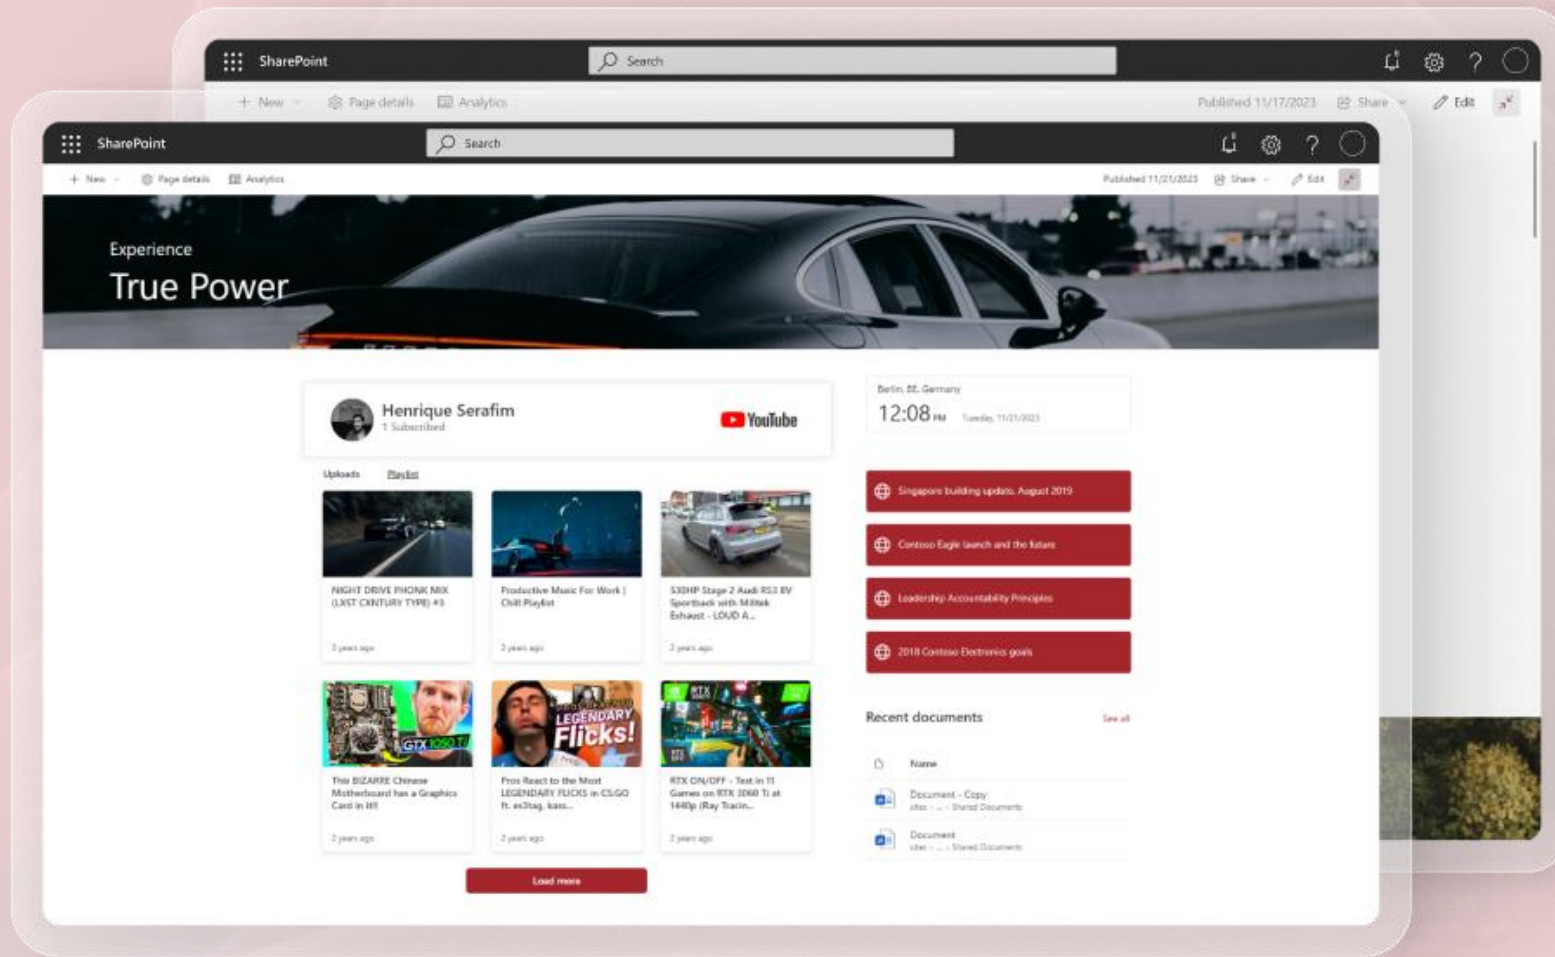 SharePoint
Search
?
+ New
Page details
Analytics
Published 11/17/2023
Share
Edit
SharePoint
Search
?
+ New
Page details
Analytics
Published 11/21/2023
Share
Edit
Experience
True Power
Henrique Serafim
1 Subscribed
YouTube
Uploads
Playlist
NIGHT DRIVE PHONK MIX
(LXST CXNTURY TYPE) #3
2 years ago
Productive Music For Work |
Chill Playlist
2 years ago
530HP Stage 2 Audi RS3 8V
Sportback with Milltek
Exhaust - LOUD A...
2 years ago
GTX 1050 Ti
This BIZARRE Chinese
Motherboard has a Graphics
Card in it!!
2 years ago
LEGENDARY
Flicks!
Pros React to the Most
LEGENDARY FLICKS in CS:GO
ft. es3tag, kass...
2 years ago
RTX
RTX ON/OFF - Test in 11
Games on RTX 3060 Ti at
1440p (Ray Tracin...
2 years ago
Load more
Berlin, BE, Germany
12:08 PM
Tuesday, 11/21/2023
Singapore building update, August 2019
Contoso Eagle launch and the future
Leadership Accountability Principles
2018 Contoso Electronics goals
Recent documents
See all
Name
Document - Copy
sites > ... > Shared Documents
Document
sites > ... > Shared Documents